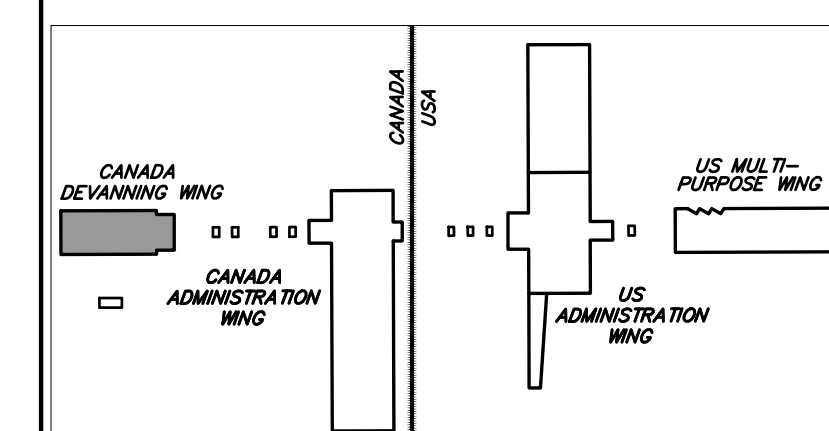 CANADA
USA
CANADA
DEVANNING WING
US MULTI-
PURPOSE WING
CANADA
ADMINISTRATION
WING
US
ADMINISTRATION
WING